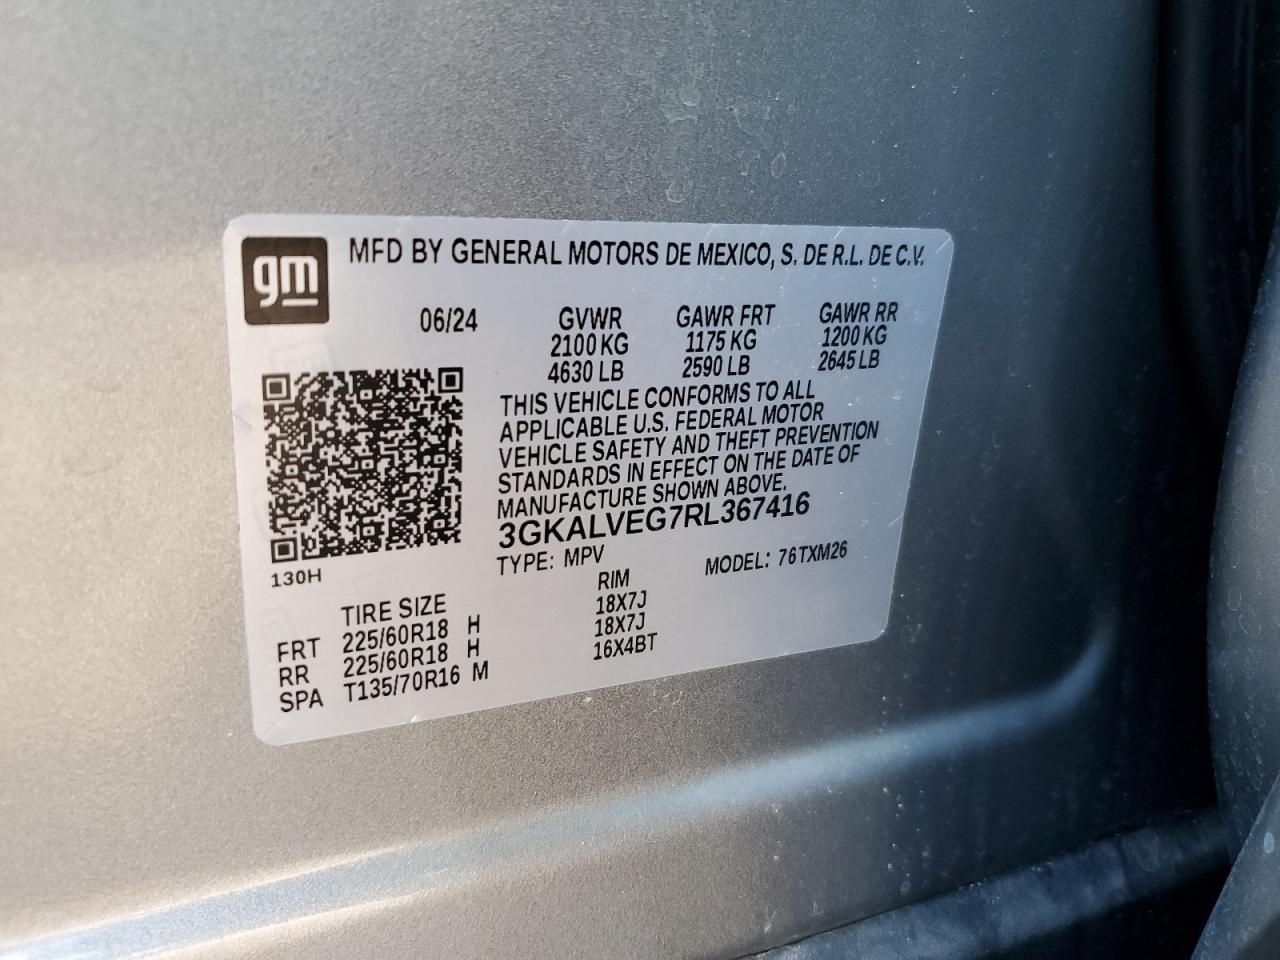 gm
MFD BY GENERAL MOTORS DE MEXICO, S. DE R.L. DE C.V.
06/24 GVWR GAWR FRT GAWR RR
2100 KG 1175 KG 1200 KG
4630 LB 2590 LB 2645 LB
THIS VEHICLE CONFORMS TO ALL
APPLICABLE U.S. FEDERAL MOTOR
VEHICLE SAFETY AND THEFT PREVENTION
STANDARDS IN EFFECT ON THE DATE OF
MANUFACTURE SHOWN ABOVE.
3GKALVEG7RL367416
TYPE: MPV MODEL: 76TXM26
130H
TIRE SIZE RIM
FRT 225/60R18 H 18X7J
RR 225/60R18 H 18X7J
SPA T135/70R16 M 16X4BT